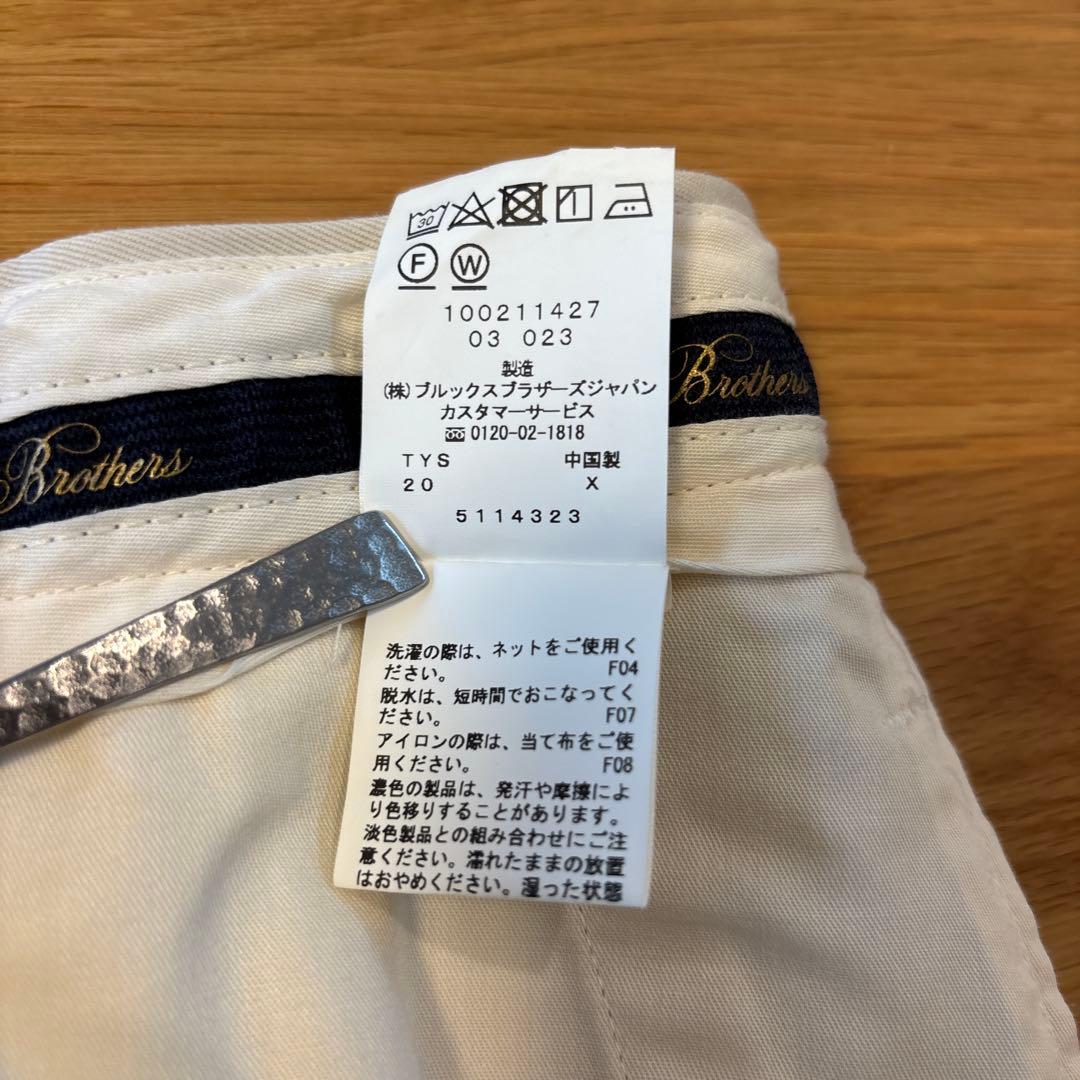 30
F W
100211427
03 023
製造
(株)ブルックスブラザーズジャパン
カスタマーサービス
0120-02-1818
TYS 中国製
20 X
5114323
Brothers
Brothers
洗濯の際は、ネットをご使用く
ださい。 F04
脱水は、短時間でおこなってく
ださい。 F07
アイロンの際は、当て布をご使
用ください。 F08
濃色の製品は、発汗や摩擦によ
り色移りすることがあります。
淡色製品との組み合わせにご注
意ください。濡れたままの放置
はおやめください。湿った状態